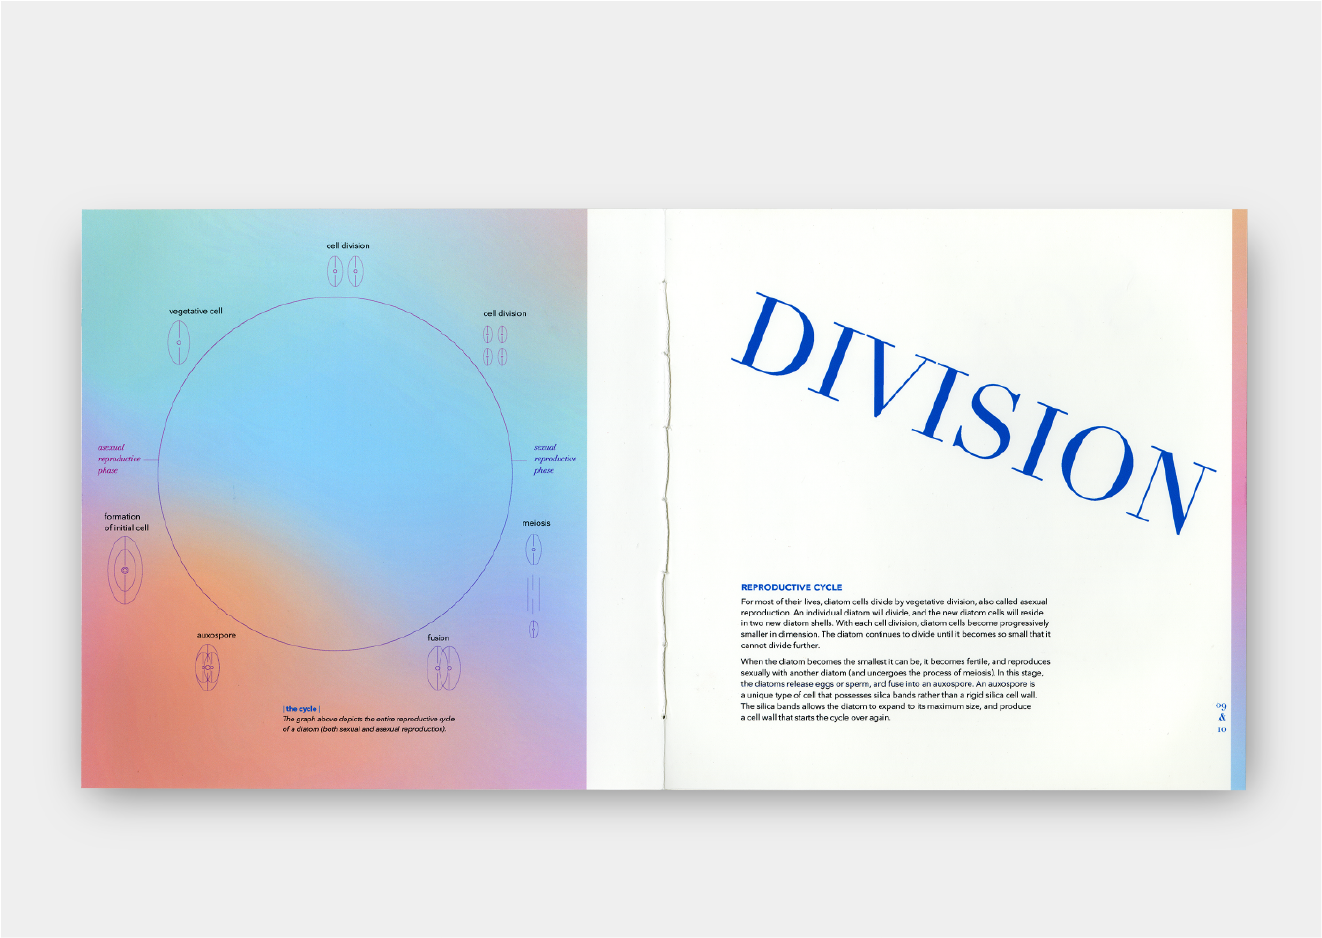 cell division
vegetative cell
cell division
asexual
reproductive
phase
sexual
reproductive
phase
formation
of initial cell
meiosis
auxospore
fusion
| the cycle |
The graph above depicts the entire reproductive cycle
of a diatom (both sexual and asexual reproduction).
DIVISION
REPRODUCTIVE CYCLE
For most of their lives, diatom cells divide by vegetative division, also called asexual
reproduction. An individual diatom will divide, and the new diatom cells will reside
in two new diatom shells. With each cell division, diatom cells become progressively
smaller in dimension. The diatom continues to divide until it becomes so small that it
cannot divide further.
When the diatom becomes the smallest it can be, it becomes fertile, and reproduces
sexually with another diatom (and undergoes the process of meiosis). In this stage,
the diatoms release eggs or sperm, and fuse into an auxospore. An auxospore is
a unique type of cell that possesses silica bands rather than a rigid silica cell wall.
The silica bands allows the diatom to expand to its maximum size, and produce
a cell wall that starts the cycle over again.
09
&
10